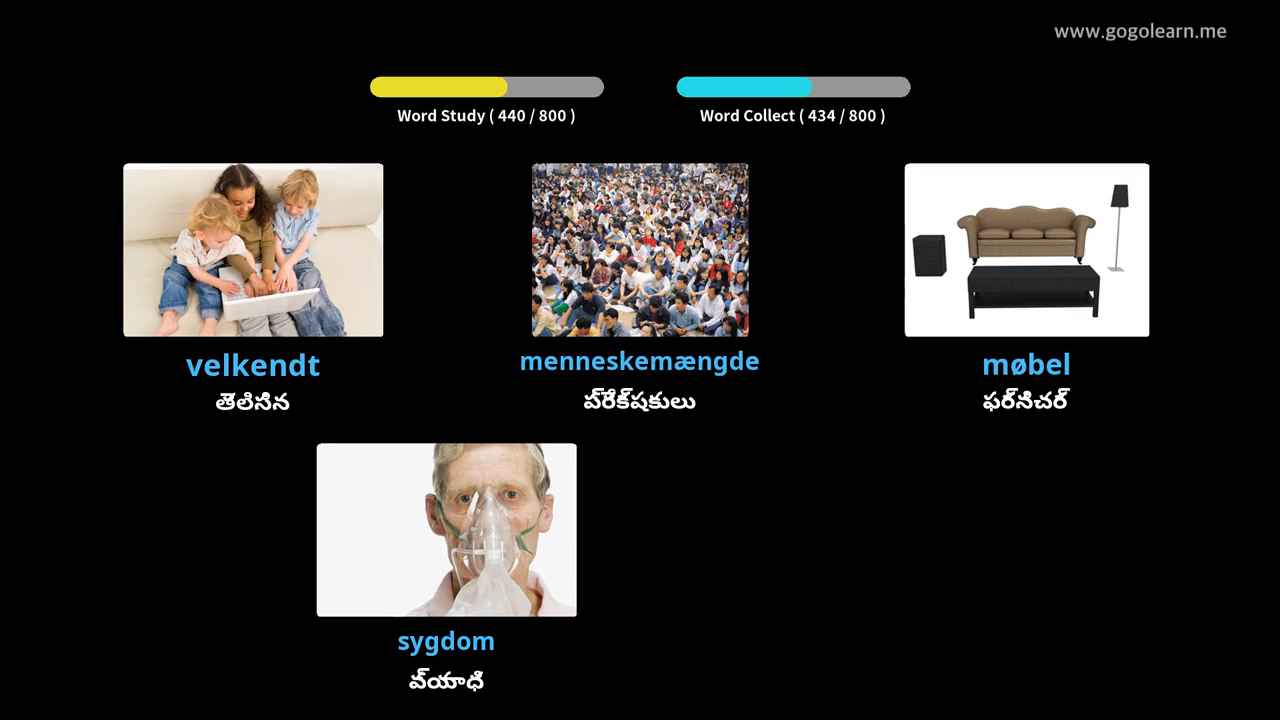 www.gogolearn.me
Word Study ( 440 / 800 )
Word Collect ( 434 / 800 )
velkendt
తెలిసిన
menneskemængde
ప్రేక్షకులు
møbel
ఫర్నిచర్
sygdom
వ్యాధి